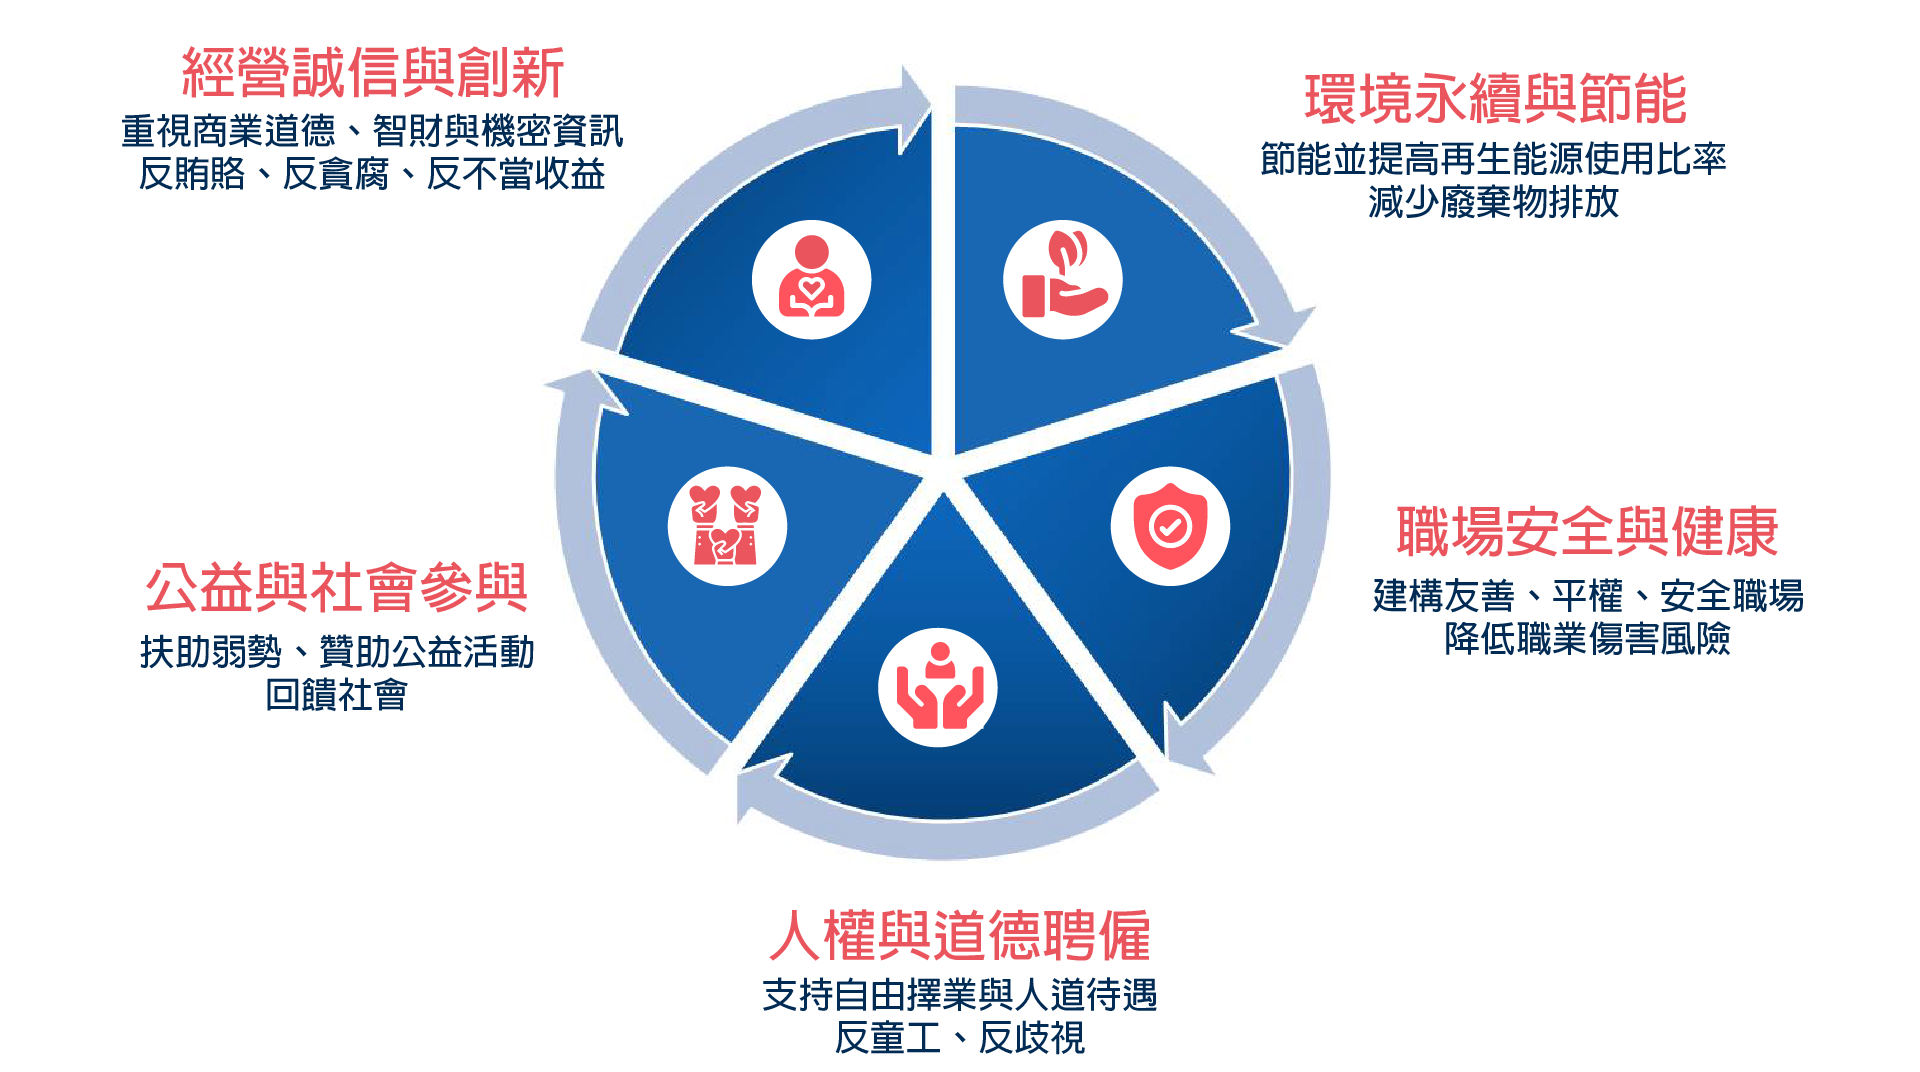 經營誠信與創新
重視商業道德、智財與機密資訊
反賄賂、反貪腐、反不當收益
環境永續與節能
節能並提高再生能源使用比率
減少廢棄物排放
職場安全與健康
建構友善、平權、安全職場
降低職業傷害風險
公益與社會參與
扶助弱勢、贊助公益活動
回饋社會
人權與道德聘僱
支持自由擇業與人道待遇
反童工、反歧視